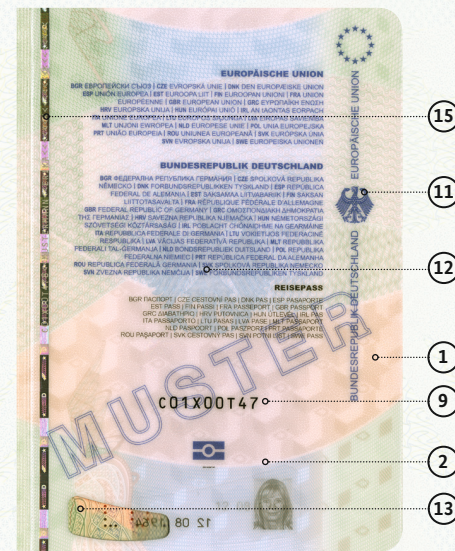 EUROPÄISCHE UNION
BGR ЕВРОПЕЙСКИ СЪЮЗ | CZE EVROPSKÁ UNIE | DNK DEN EUROPÆISKE UNION
ESP UNIÓN EUROPEA | EST EUROOPA LIIT | FIN EUROOPAN UNIONI | FRA UNION
EUROPÉENNE | GBR EUROPEAN UNION | GRC ΕΥΡΩΠΑΪΚΗ ΕΝΩΣΗ
HRV EUROPSKA UNIJA | HUN EURÓPAI UNIÓ | IRL AN tAONTAS EORPACH
MLT UNJONI EWROPEA | NLD EUROPESE UNIE | POL UNIA EUROPEJSKA
PRT UNIÃO EUROPEIA | ROU UNIUNEA EUROPEANĂ | SVK EURÓPSKA ÚNIA
SVN EVROPSKA UNIJA | SWE EUROPEISKA UNIONEN
BUNDESREPUBLIK DEUTSCHLAND
BGR ФЕДЕРАЛНА РЕПУБЛИКА ГЕРМАНИЯ | CZE SPOLKOVÁ REPUBLIKA
NĚMECKO | DNK FORBUNDSREPUBLIKKEN TYSKLAND | ESP REPÚBLICA
FEDERAL DE ALEMANIA | EST SAKSAMAA LIITVABARIIK | FIN SAKSAN
LIITTOTASAVALTA | FRA RÉPUBLIQUE FÉDÉRALE D'ALLEMAGNE
GBR FEDERAL REPUBLIC OF GERMANY | GRC ΟΜΟΣΠΟΝΔΙΑΚΗ ΔΗΜΟΚΡΑΤΙΑ
ΤΗΣ ΓΕΡΜΑΝΙΑΣ | HRV SAVEZNA REPUBLIKA NJEMAČKA | HUN NÉMETORSZÁGI
SZÖVETSÉGI KÖZTÁRSASÁG | IRL POBLACHT CHÓNAIDHME NA GEARMÁINE
ITA REPUBBLICA FEDERALE DI GERMANIA | LTU VOKIETIJOS FEDERACINĖ
RESPUBLIKA | LVA VĀCIJAS FEDERATĪVĀ REPUBLIKA | MLT REPUBBLIKA
FEDERALI TAL-ĠERMANJA | NLD BONDSREPUBLIEK DUITSLAND | POL REPUBLIKA
FEDERALNA NIEMIEC | PRT REPÚBLICA FEDERAL DA ALEMANHA
ROU REPUBLICA FEDERALĂ GERMANIA | SVK SPOLKOVÁ REPUBLIKA NEMECKO
SVN ZVEZNA REPUBLIKA NEMČIJA | SWE FÖRBUNDSREPUBLIKEN TYSKLAND
REISEPASS
BGR ПАСПОРТ | CZE CESTOVNÍ PAS | DNK PAS | ESP PASAPORTE
EST PASS | FIN PASSI | FRA PASSEPORT | GBR PASSPORT
GRC ΔΙΑΒΑΤΗΡΙΟ | HRV PUTOVNICA | HUN ÚTLEVÉL | IRL PAS
ITA PASSAPORTO | LTU PASAS | LVA PASE | MLT PASSAPORT
NLD PASPOORT | POL PASZPORT | PRT PASSAPORTE
ROU PAŞAPORT | SVK CESTOVNÝ PAS | SVN POTNI LIST | SWE PASS
BUNDESREPUBLIK DEUTSCHLAND EUROPÄISCHE UNION
MUSTER
C01X00T47
12 08 1964
15
11
12
1
9
2
13